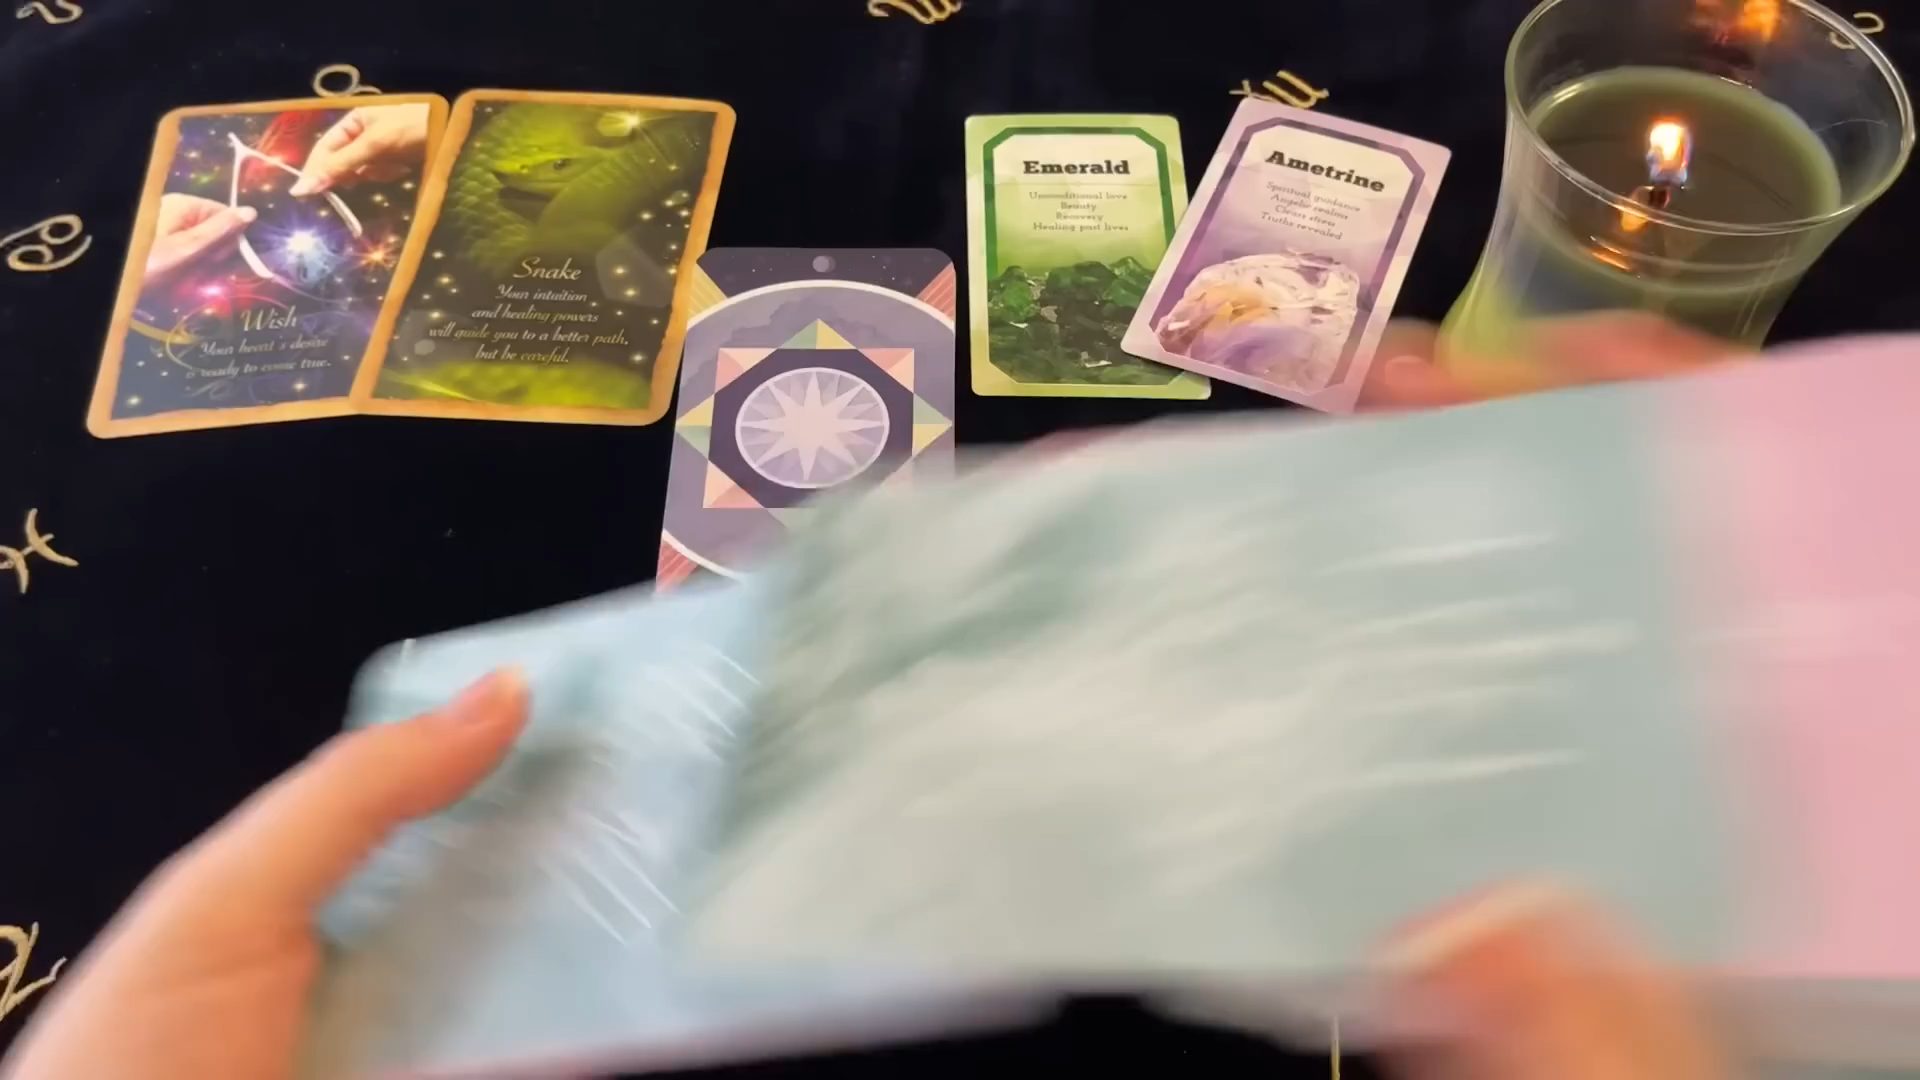 Wish
Your heart's desire
is ready to come true.
Snake
Your intuition
and healing powers
will guide you to a better path,
but be careful.
Emerald
Unconditional love
Beauty
Recovery
Healing past lives
Ametrine
Spiritual guidance
Angelic realms
Clears stress
Truths revealed